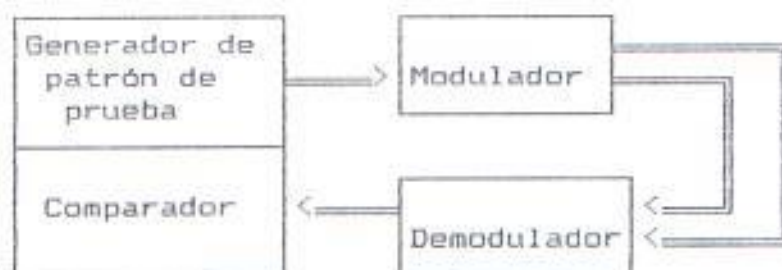 Generador de
patrón de
prueba
Modulador
Comparador
Demodulador